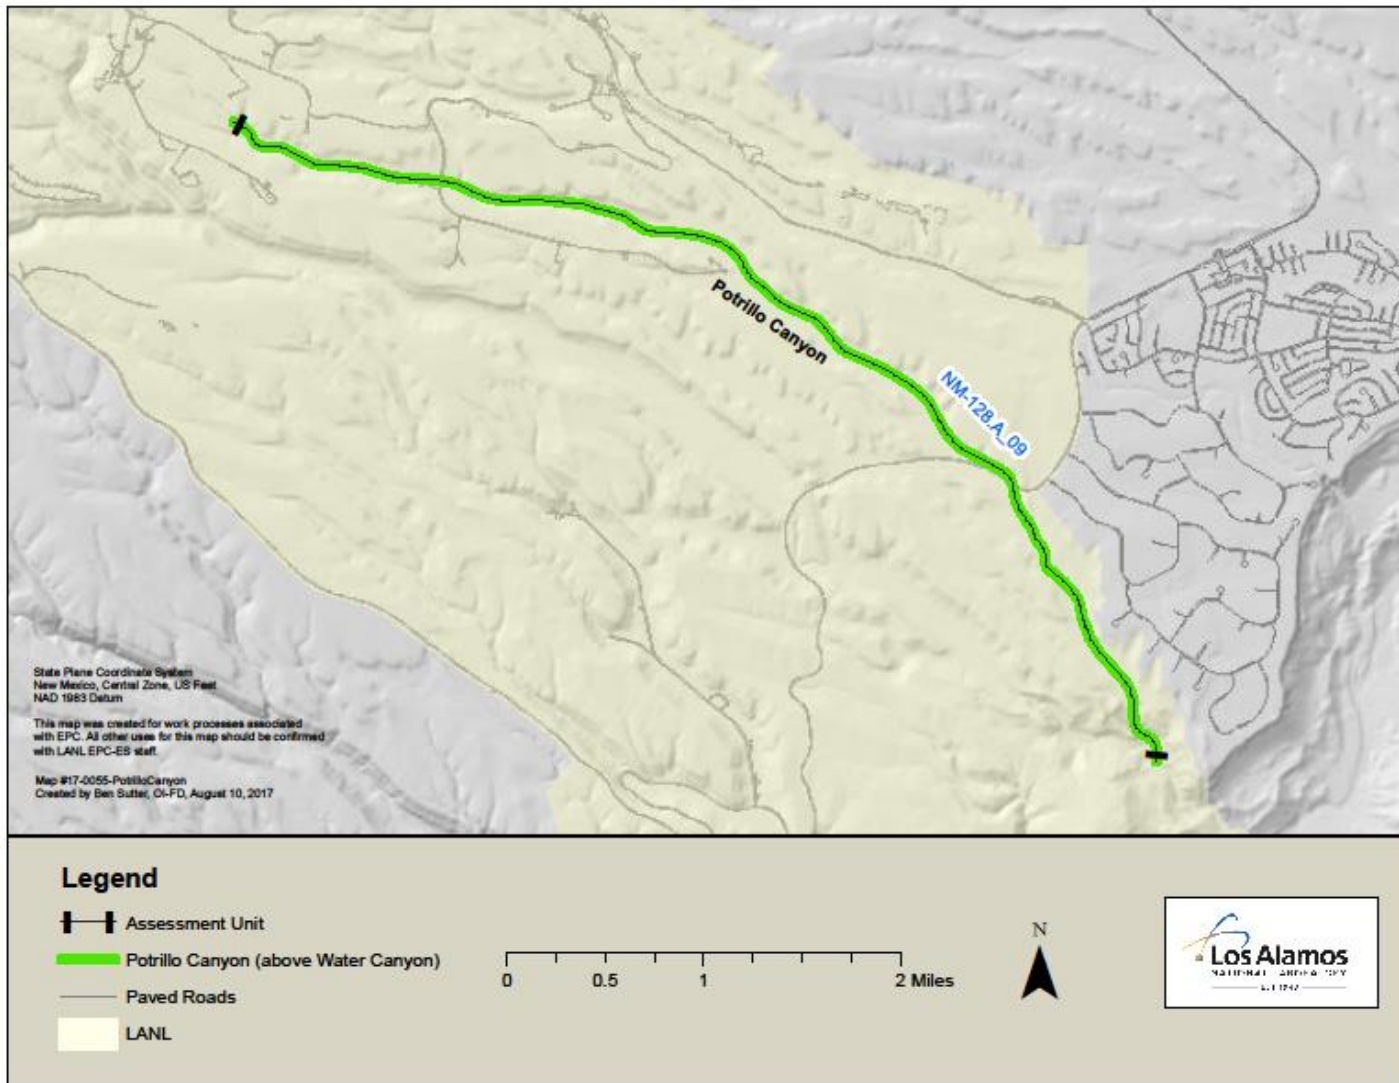 Potrillo Canyon
NM-128.A_09
State Plane Coordinate System
New Mexico, Central Zone, US Feet
NAD 1983 Datum
This map was created for work processes associated
with EPC. All other uses for this map should be confirmed
with LANL EPC-ES staff.
Map #17-0055-PotrilloCanyon
Created by Ben Sutter, OI-FD, August 10, 2017
Legend
Assessment Unit
Potrillo Canyon (above Water Canyon)
Paved Roads
LANL
0 0.5 1 2 Miles
N
Los Alamos
NATIONAL LABORATORY